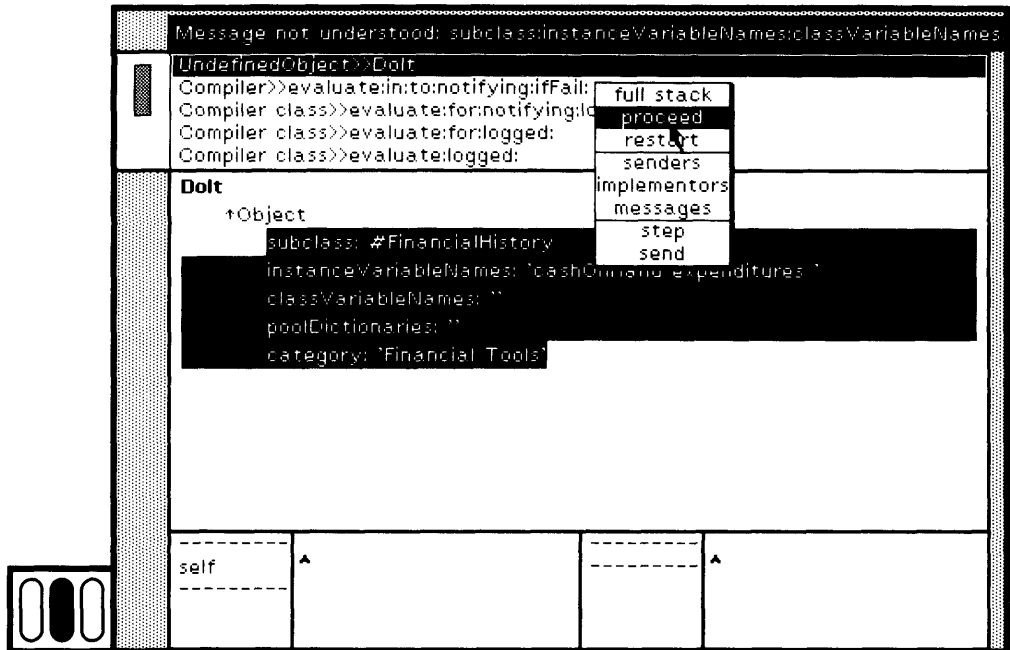 Message not understood: subclass:instanceVariableNames:classVariableNames
UndefinedObject>>DoIt
Compiler>>evaluate:in:to:notifying:ifFail:
Compiler class>>evaluate:for:notifying:lo
Compiler class>>evaluate:for:logged:
Compiler class>>evaluate:logged:
full stack
proceed
restart
senders
implementors
messages
step
send
DoIt
↑Object
subclass: #FinancialHistory
instanceVariableNames: 'cashOnHand expenditures '
classVariableNames: ''
poolDictionaries: ''
category: 'Financial Tools'
self